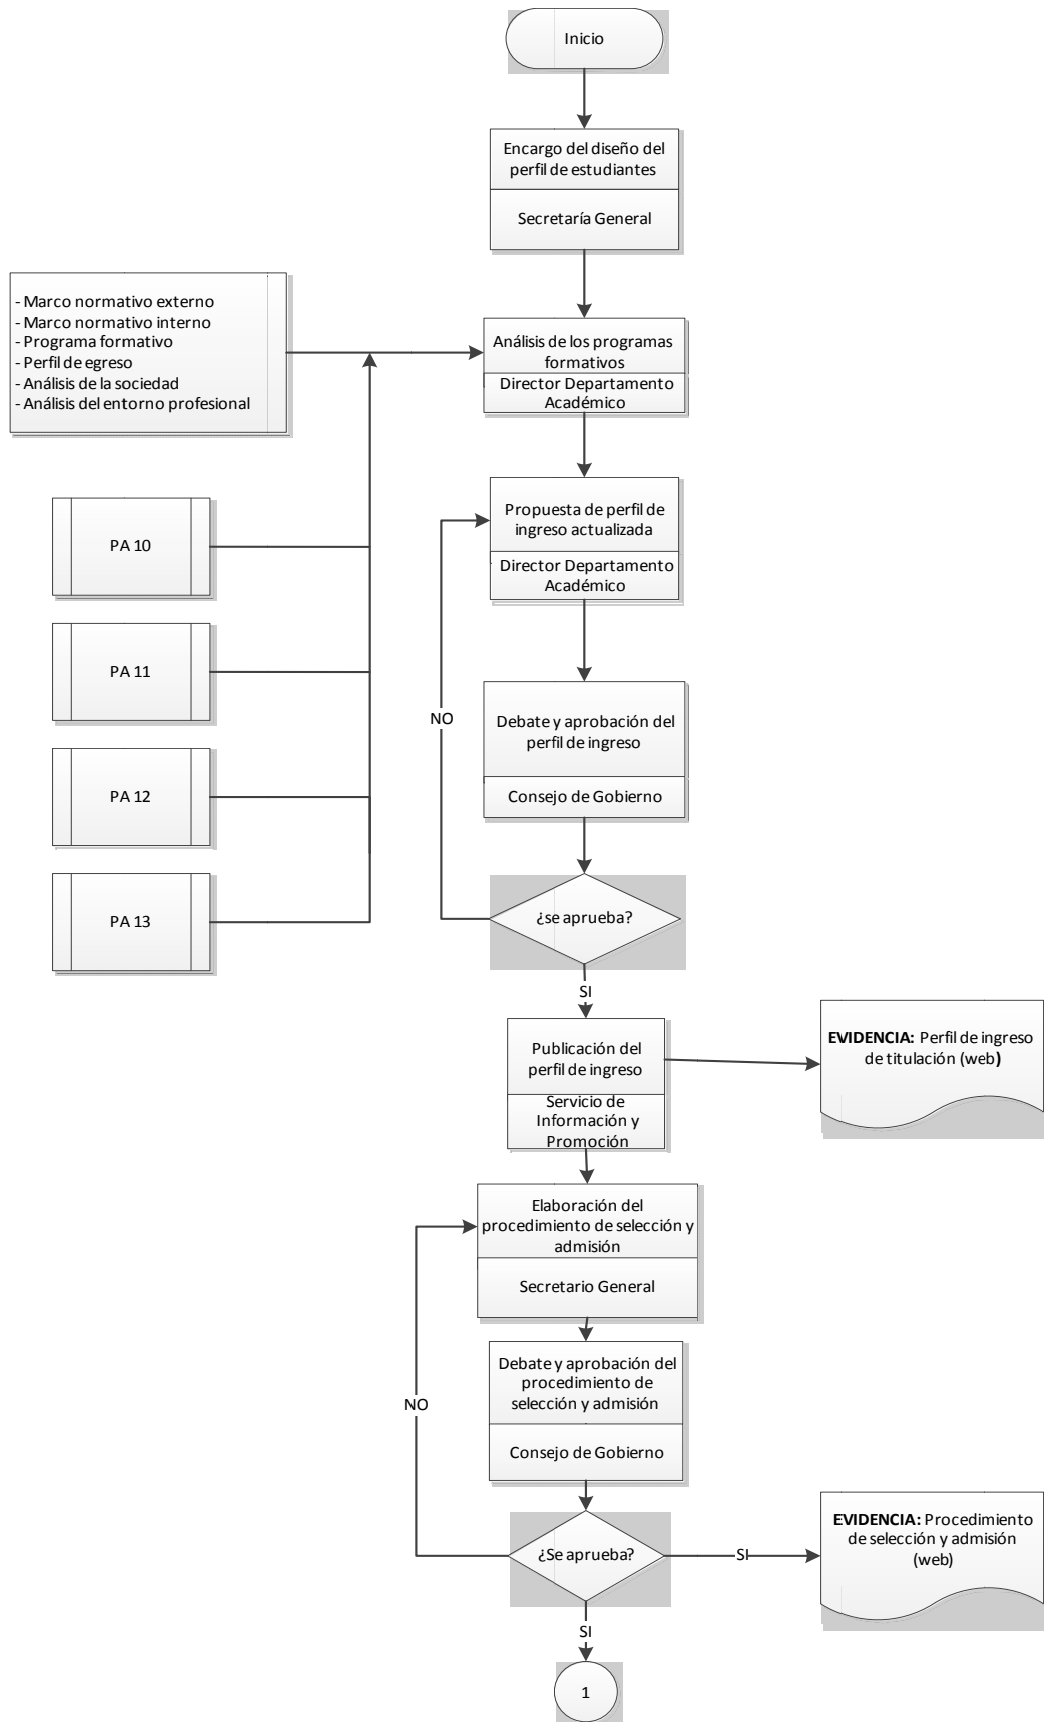 Inicio
Encargo del diseño del
perfil de estudiantes
Secretaría General
- Marco normativo externo
- Marco normativo interno
- Programa formativo
- Perfil de egreso
- Análisis de la sociedad
- Análisis del entorno profesional
Análisis de los programas
formativos
Director Departamento
Académico
PA 10
PA 11
PA 12
PA 13
Propuesta de perfil de
ingreso actualizada
Director Departamento
Académico
NO
Debate y aprobación del
perfil de ingreso
Consejo de Gobierno
¿se aprueba?
SI
Publicación del
perfil de ingreso
Servicio de
Información y
Promoción
EVIDENCIA: Perfil de ingreso
de titulación (web)
Elaboración del
procedimiento de selección y
admisión
Secretario General
NO
Debate y aprobación del
procedimiento de
selección y admisión
Consejo de Gobierno
¿Se aprueba?
SI
EVIDENCIA: Procedimiento
de selección y admisión
(web)
SI
1